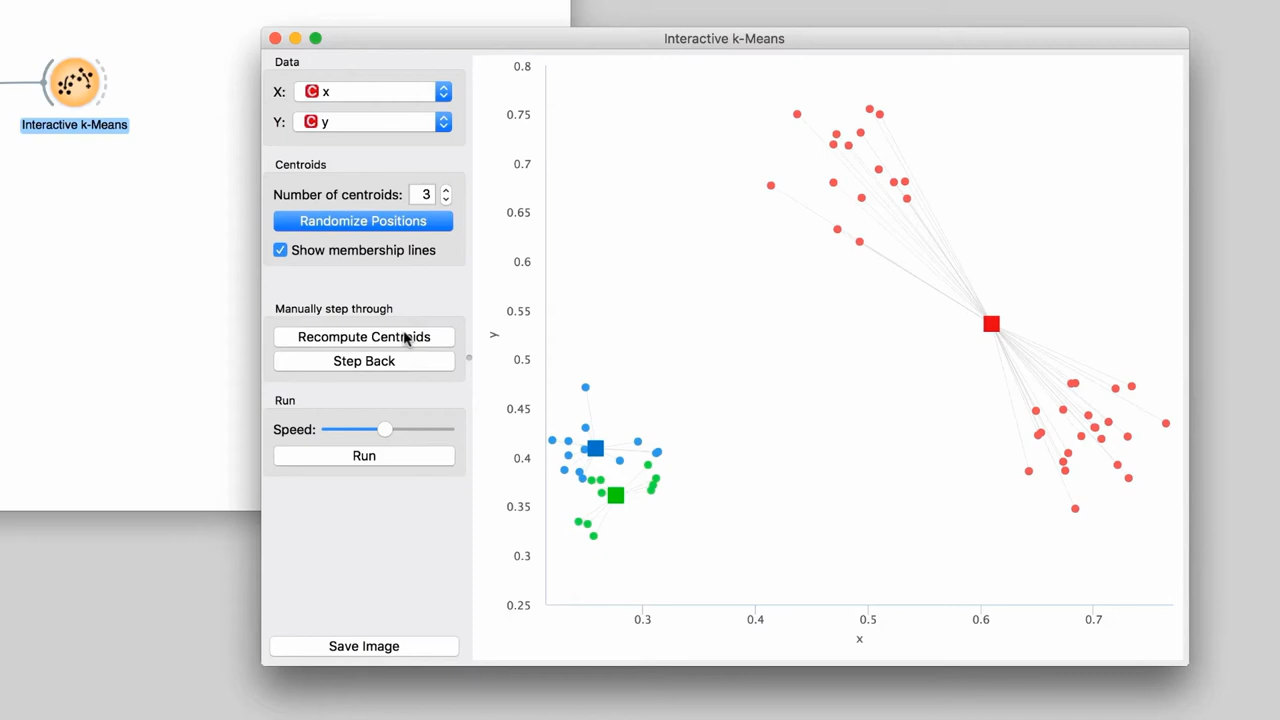 Interactive k-Means
Interactive k-Means
Data
X: C x
Y: C y
Centroids
Number of centroids: 3
Randomize Positions
Show membership lines
Manually step through
Recompute Centroids
Step Back
Run
Speed:
Run
Save Image
0.8
0.75
0.7
0.65
0.6
0.55
0.5
0.45
0.4
0.35
0.3
0.25
y
0.3 0.4 0.5 0.6 0.7
x